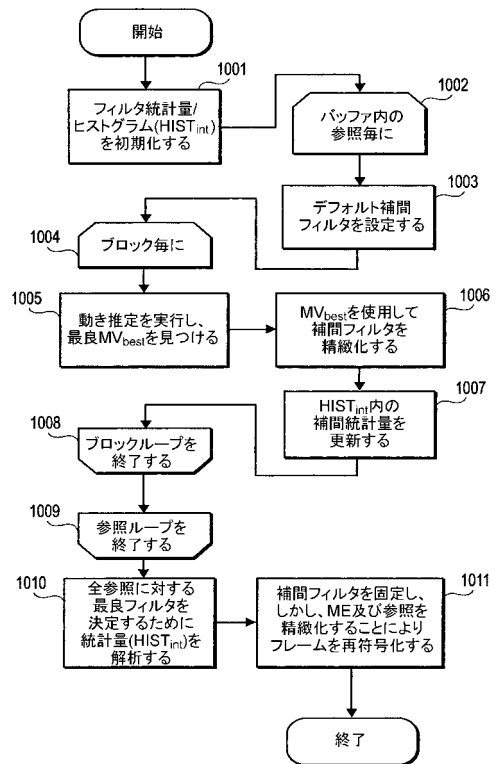 開始
1001
フィルタ統計量/
ヒストグラム(HISTint)
を初期化する
1002
バッファ内の
参照毎に
1003
デフォルト補間
フィルタを設定する
1004
ブロック毎に
1005
動き推定を実行し、
最良MVbestを見つける
1006
MVbestを使用して
補間フィルタを
精緻化する
1007
HISTint内の
補間統計量を
更新する
1008
ブロックループを
終了する
1009
参照ループを
終了する
1010
全参照に対する
最良フィルタを
決定するために
統計量(HISTint)を
解析する
1011
補間フィルタを固定し、
しかし、ME及び参照を
精緻化することにより
フレームを再符号化する
終了